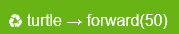 ♻ turtle → forward(50)